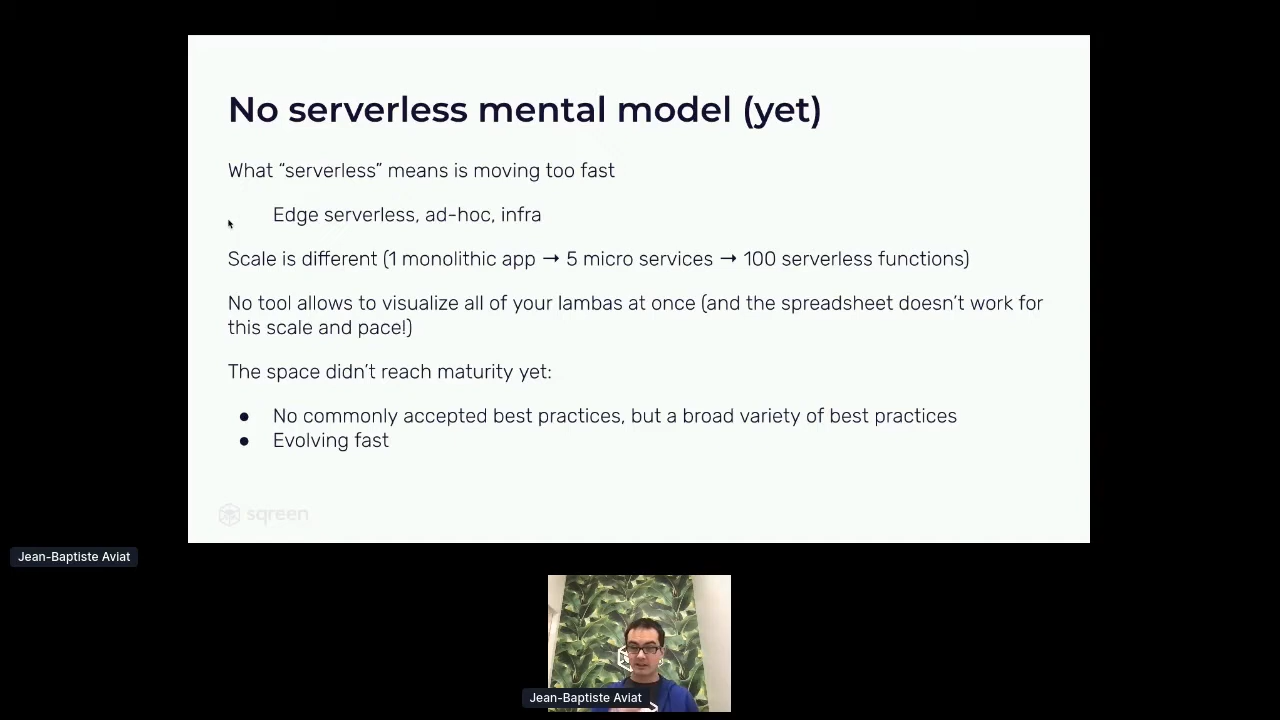 No serverless mental model (yet)
What “serverless” means is moving too fast
Edge serverless, ad-hoc, infra
Scale is different (1 monolithic app → 5 micro services → 100 serverless functions)
No tool allows to visualize all of your lambas at once (and the spreadsheet doesn’t work for
this scale and pace!)
The space didn’t reach maturity yet:
● No commonly accepted best practices, but a broad variety of best practices
● Evolving fast
sqreen
Jean-Baptiste Aviat
Jean-Baptiste Aviat